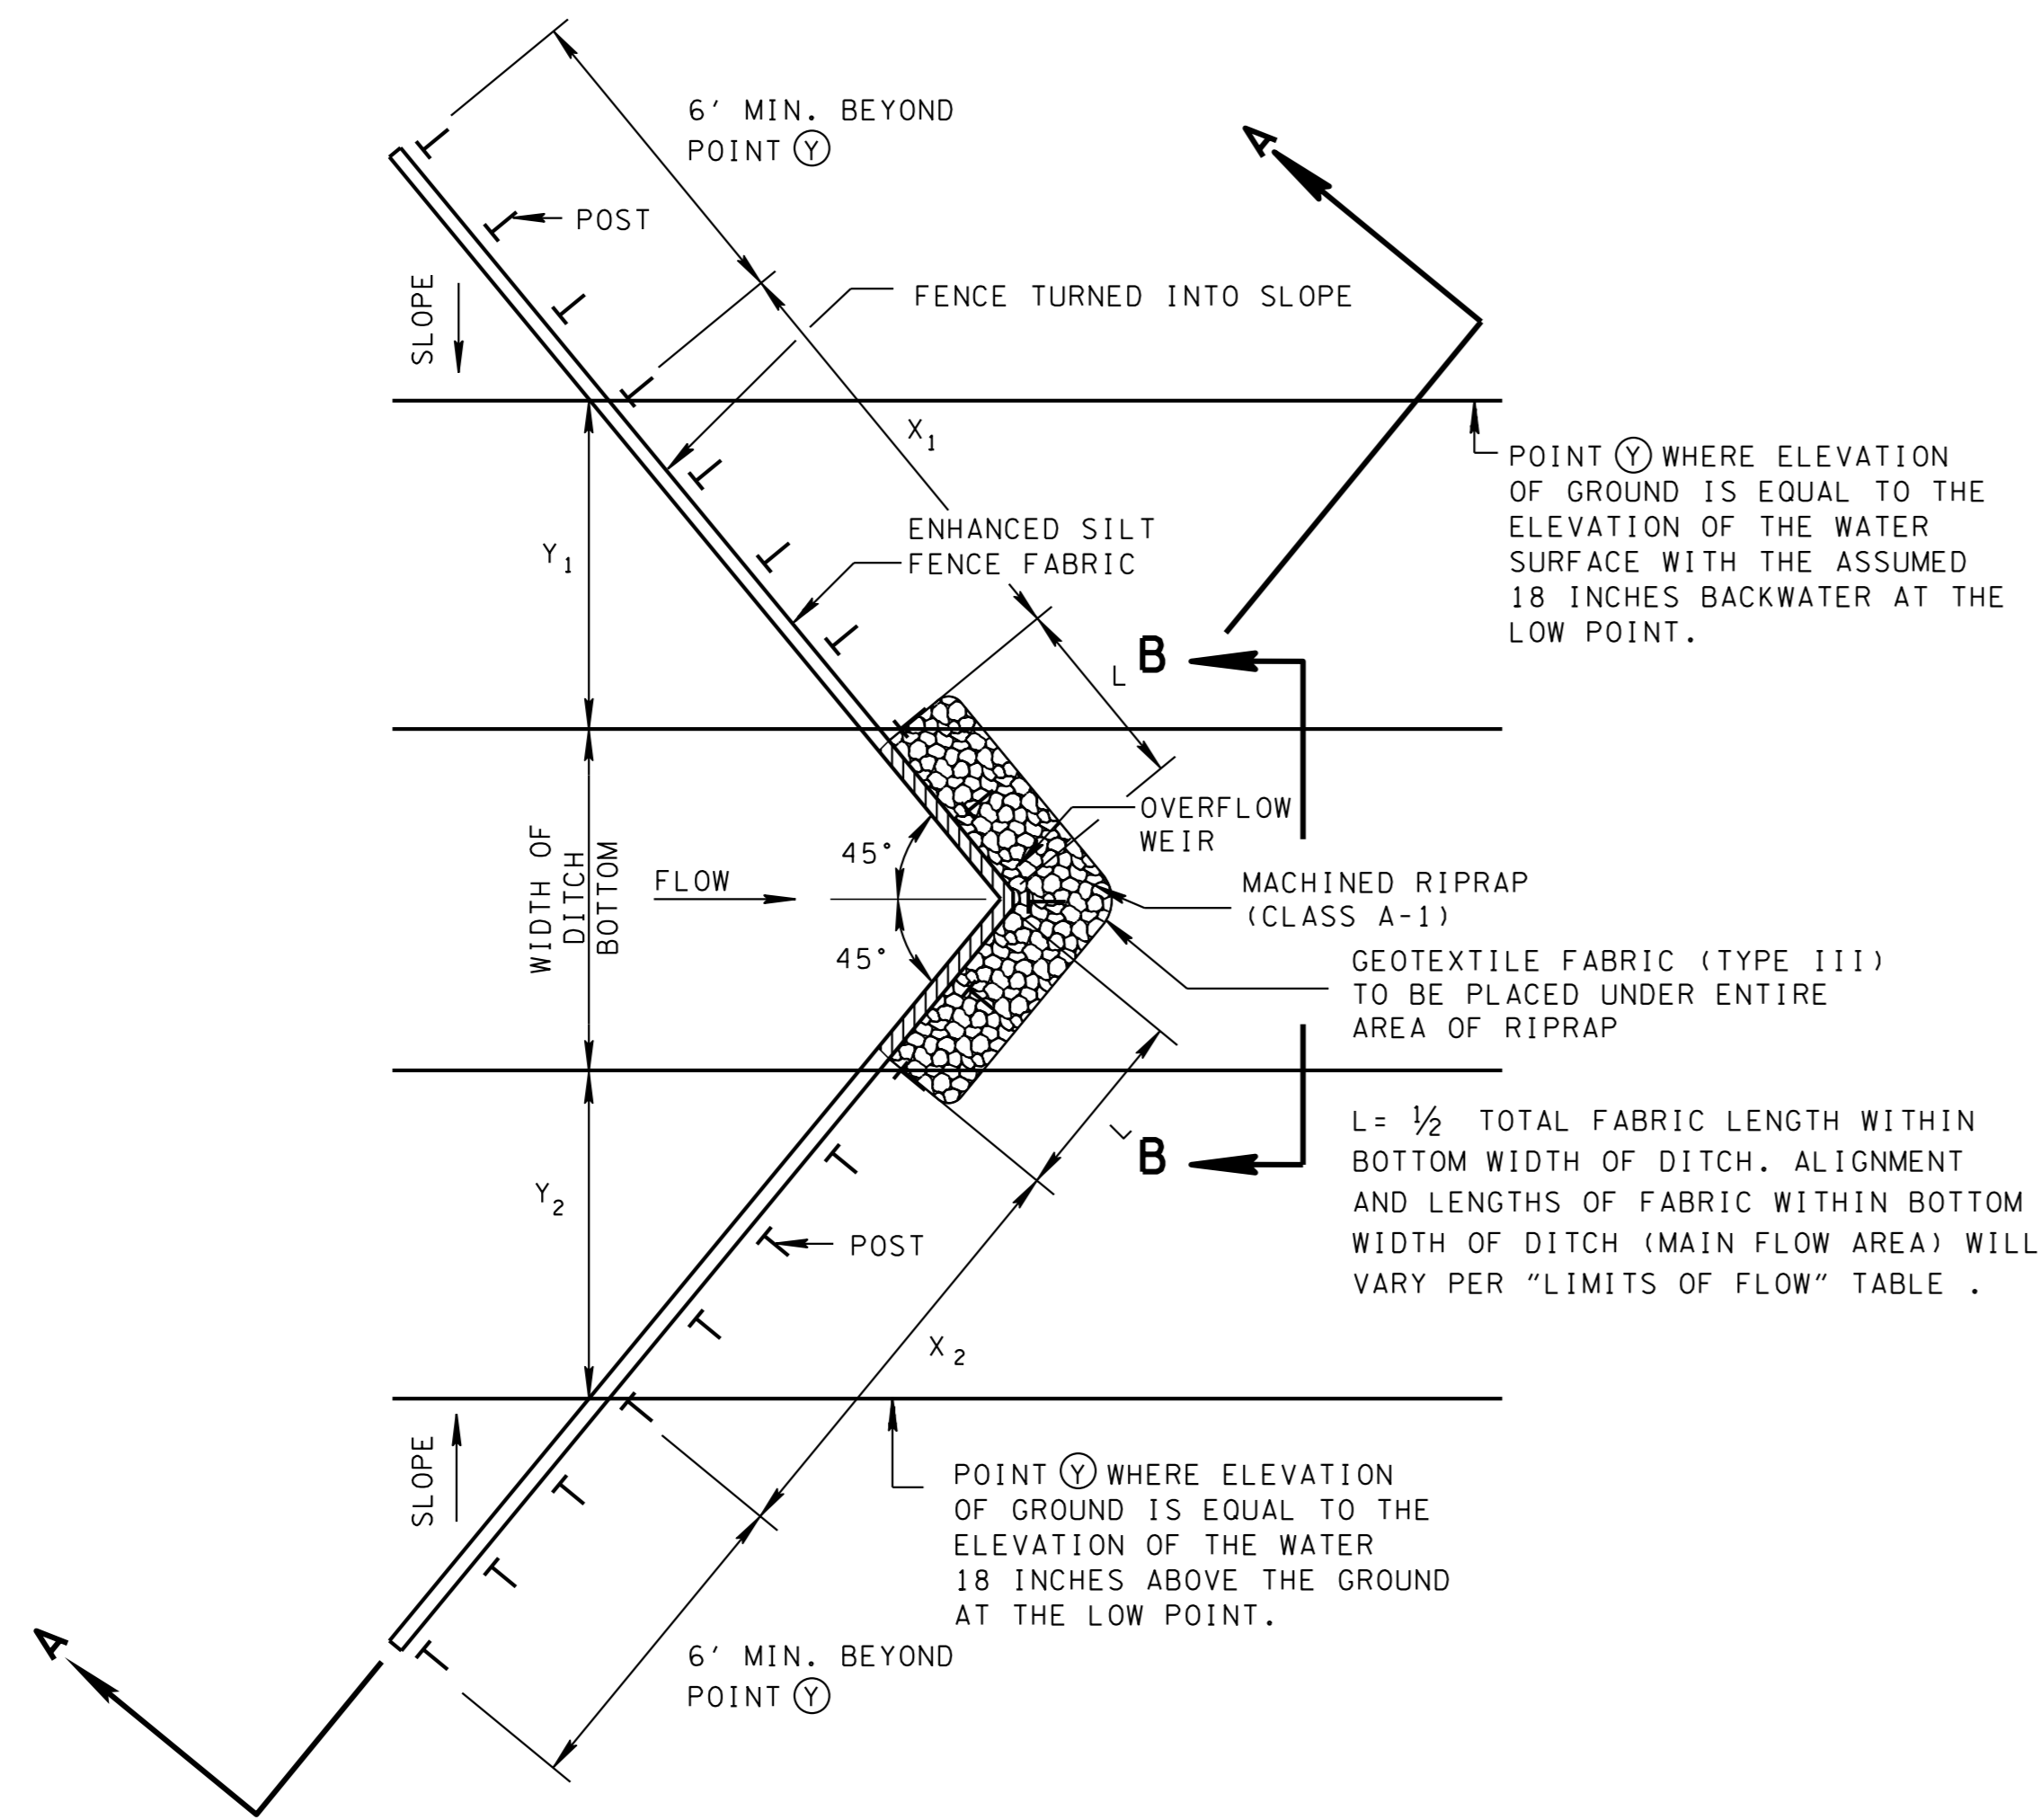 6' MIN. BEYOND
POINT Ⓨ
A
POST
SLOPE
FENCE TURNED INTO SLOPE
X₁
POINT Ⓨ WHERE ELEVATION
OF GROUND IS EQUAL TO THE
ELEVATION OF THE WATER
SURFACE WITH THE ASSUMED
18 INCHES BACKWATER AT THE
LOW POINT.
Y₁
ENHANCED SILT
FENCE FABRIC
L
B
OVERFLOW
WEIR
45°
WIDTH OF
DITCH
BOTTOM
FLOW
MACHINED RIPRAP
(CLASS A-1)
45°
GEOTEXTILE FABRIC (TYPE III)
TO BE PLACED UNDER ENTIRE
AREA OF RIPRAP
L
B
L= ½ TOTAL FABRIC LENGTH WITHIN
BOTTOM WIDTH OF DITCH. ALIGNMENT
AND LENGTHS OF FABRIC WITHIN BOTTOM
WIDTH OF DITCH (MAIN FLOW AREA) WILL
VARY PER "LIMITS OF FLOW" TABLE .
Y₂
POST
X₂
SLOPE
POINT Ⓨ WHERE ELEVATION
OF GROUND IS EQUAL TO THE
ELEVATION OF THE WATER
18 INCHES ABOVE THE GROUND
AT THE LOW POINT.
A
6' MIN. BEYOND
POINT Ⓨ